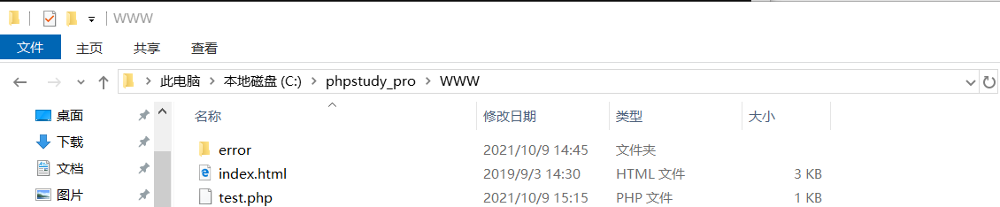 WWW
文件 主页 共享 查看
此电脑 本地磁盘 (C:) phpstudy_pro WWW
桌面 名称 修改日期 类型 大小
下载 error 2021/10/9 14:45 文件夹
文档 index.html 2019/9/3 14:30 HTML 文件 3 KB
图片 test.php 2021/10/9 15:15 PHP 文件 1 KB